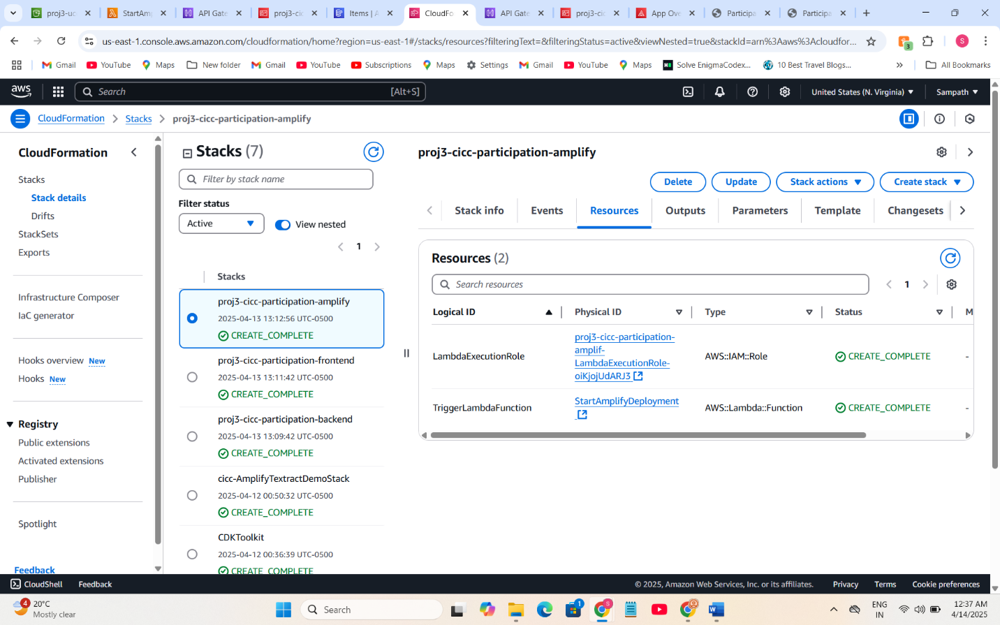 proj3-uc
StartAm
API Gate
proj3-cic
Items | A
CloudFo
API Gate
proj3-cic
App Ove
Participa
Participa
us-east-1.console.aws.amazon.com/cloudformation/home?region=us-east-1#/stacks/resources?filteringText=&filteringStatus=active&viewNested=true&stackId=arn%3Aaws%3Acloudfor...
3
S
Gmail
YouTube
Maps
New folder
Gmail
YouTube
Subscriptions
Maps
Settings
Gmail
YouTube
Maps
Solve EnigmaCodex...
10 Best Travel Blogs...
»
All Bookmarks
aws
Search
[Alt+S]
United States (N. Virginia)
Sampath
CloudFormation
Stacks
proj3-cicc-participation-amplify
CloudFormation
Stacks
Stack details
Drifts
StackSets
Exports
Infrastructure Composer
IaC generator
Hooks overview New
Hooks New
Registry
Public extensions
Activated extensions
Publisher
Spotlight
Feedback
Stacks (7)
Filter by stack name
Filter status
Active
View nested
1
Stacks
proj3-cicc-participation-amplify
2025-04-13 13:12:56 UTC-0500
CREATE_COMPLETE
proj3-cicc-participation-frontend
2025-04-13 13:11:42 UTC-0500
CREATE_COMPLETE
proj3-cicc-participation-backend
2025-04-13 13:09:42 UTC-0500
CREATE_COMPLETE
cicc-AmplifyTextractDemoStack
2025-04-12 00:50:32 UTC-0500
CREATE_COMPLETE
CDKToolkit
2025-04-12 00:36:39 UTC-0500
CREATE_COMPLETE
proj3-cicc-participation-amplify
Delete
Update
Stack actions
Create stack
Stack info
Events
Resources
Outputs
Parameters
Template
Changesets
Resources (2)
Search resources
1
Logical ID
Physical ID
Type
Status
M
LambdaExecutionRole
proj3-cicc-participation-
amplif-
LambdaExecutionRole-
oiKjojUdARJ3
AWS::IAM::Role
CREATE_COMPLETE
-
TriggerLambdaFunction
StartAmplifyDeployment
AWS::Lambda::Function
CREATE_COMPLETE
-
CloudShell
Feedback
© 2025, Amazon Web Services, Inc. or its affiliates.
Privacy
Terms
Cookie preferences
4
20°C
Mostly clear
Search
1
S
ENG
IN
12:37 AM
4/14/2025